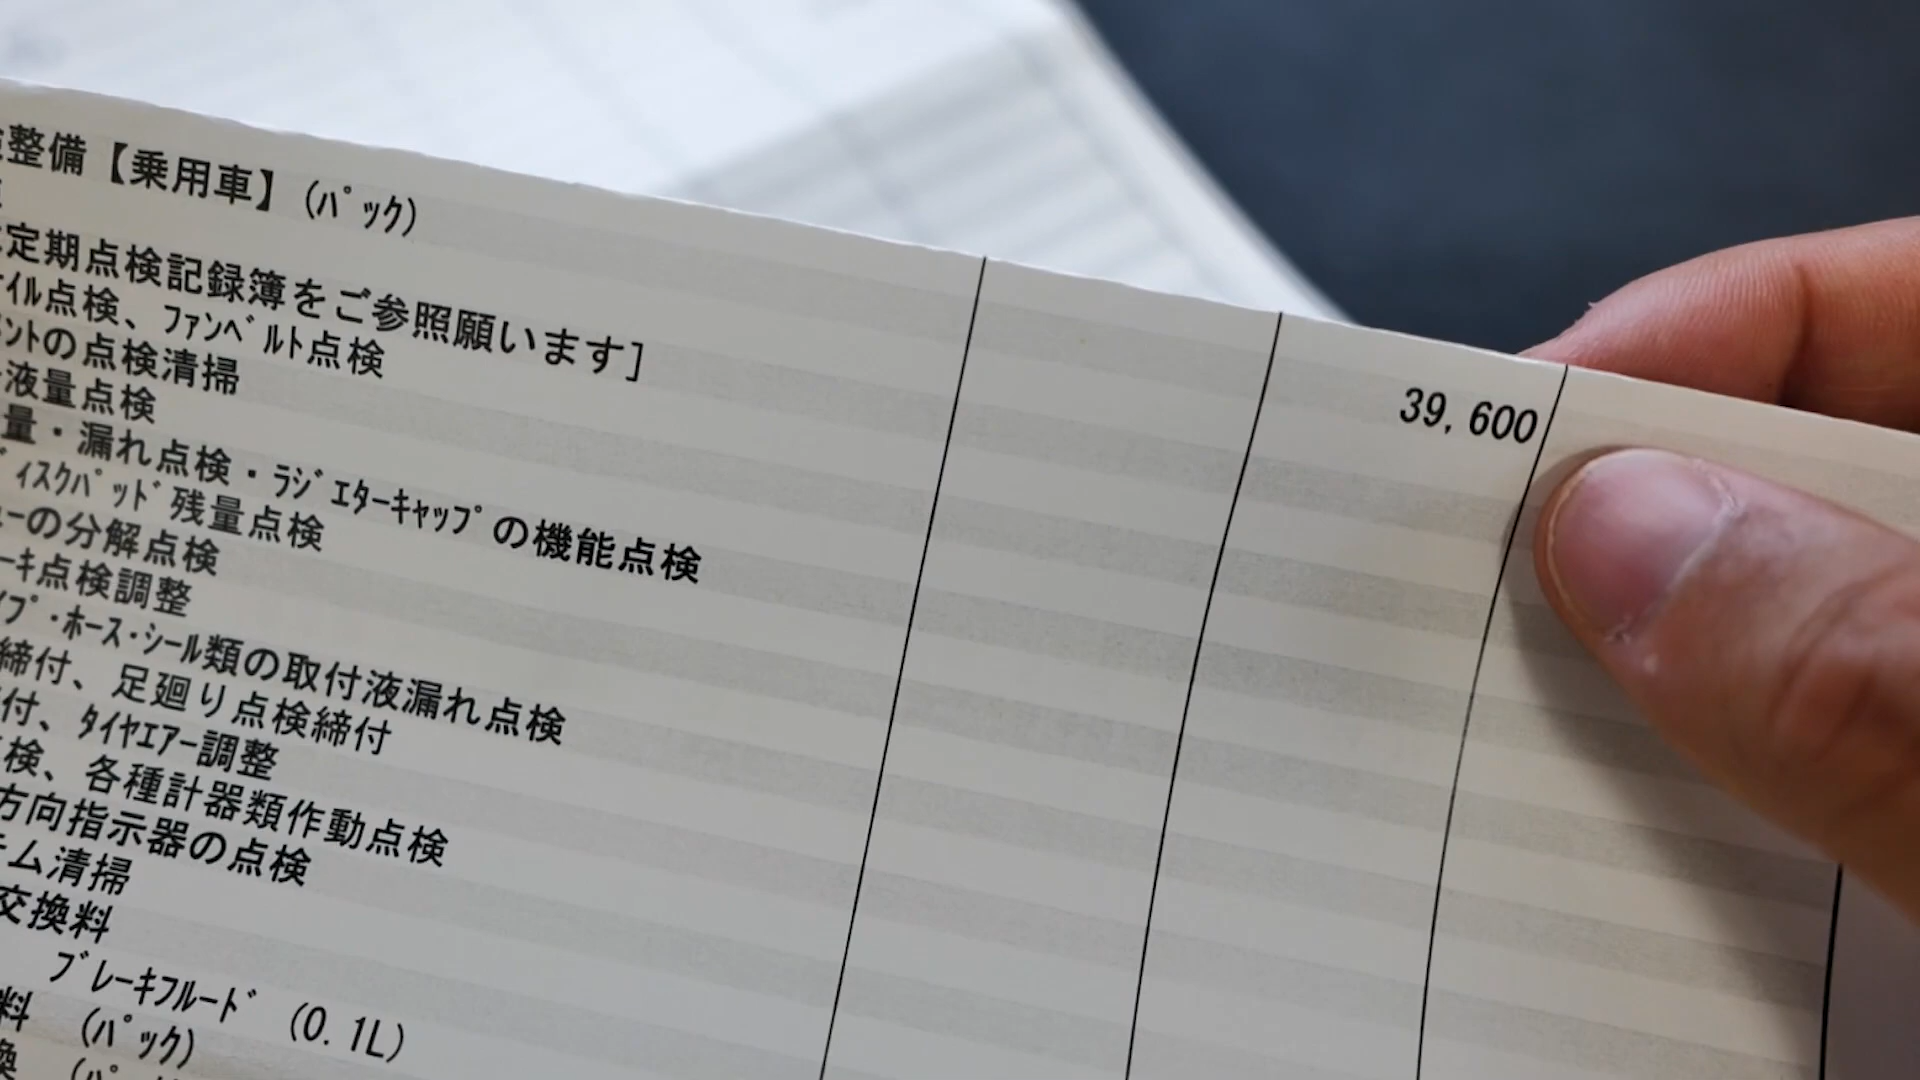 整備【乗用車】(ﾊﾟｯｸ)
定期点検記録簿をご参照願います]
39,600
ｲﾙ点検、ﾌｧﾝﾍﾞﾙﾄ点検
ﾝﾄの点検清掃
液量点検
量・漏れ点検・ﾗｼﾞｴﾀｰｷｬｯﾌﾟの機能点検
ﾃﾞｨｽｸﾊﾟｯﾄﾞ残量点検
ｭｰの分解点検
ｰｷ点検調整
ｲﾌﾟ・ﾎｰｽ・ｼｰﾙ類の取付液漏れ点検
締付、足廻り点検締付
付、ﾀｲﾔｴｱｰ調整
検、各種計器類作動点検
方向指示器の点検
ム清掃
交換料
ﾌﾞﾚｰｷﾌﾙｰﾄﾞ (0.1L)
料 (ﾊﾟｯｸ)
換